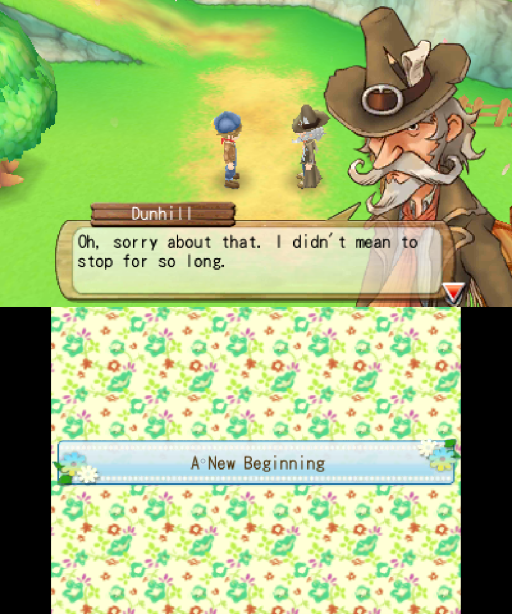 Dunhill
Oh, sorry about that. I didn't mean to
stop for so long.
A New Beginning